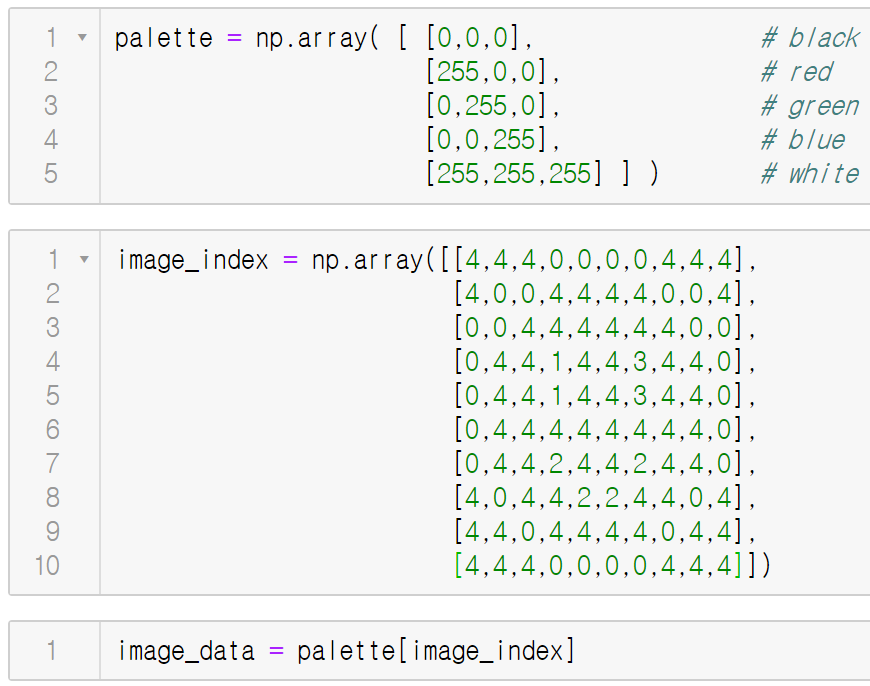 1 palette = np.array( [ [0,0,0], # black
2 [255,0,0], # red
3 [0,255,0], # green
4 [0,0,255], # blue
5 [255,255,255] ] ) # white
1 image_index = np.array([[4,4,4,0,0,0,0,4,4,4],
2 [4,0,0,4,4,4,4,0,0,4],
3 [0,0,4,4,4,4,4,4,0,0],
4 [0,4,4,1,4,4,3,4,4,0],
5 [0,4,4,1,4,4,3,4,4,0],
6 [0,4,4,4,4,4,4,4,4,0],
7 [0,4,4,2,4,4,2,4,4,0],
8 [4,0,4,4,2,2,4,4,0,4],
9 [4,4,0,4,4,4,4,0,4,4],
10 [4,4,4,0,0,0,0,4,4,4]])
1 image_data = palette[image_index]